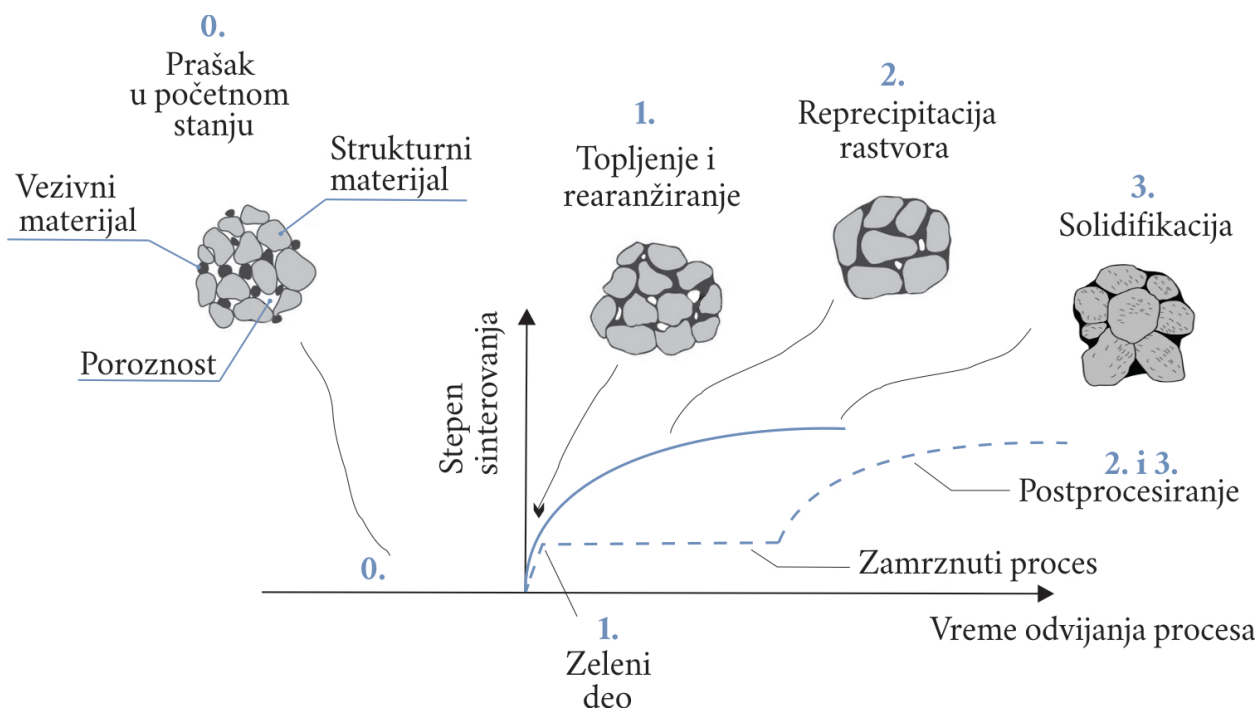 0.
Prašak
u početnom
stanju
Strukturni
materijal
Vezivni
materijal
Poroznost
1.
Topljenje i
rearanžiranje
2.
Reprecipitacija
rastvora
3.
Solidifikacija
Stepen
sinterovanja
2. i 3.
Postprocesiranje
Zamrznuti proces
0.
Vreme odvijanja procesa
1.
Zeleni
deo